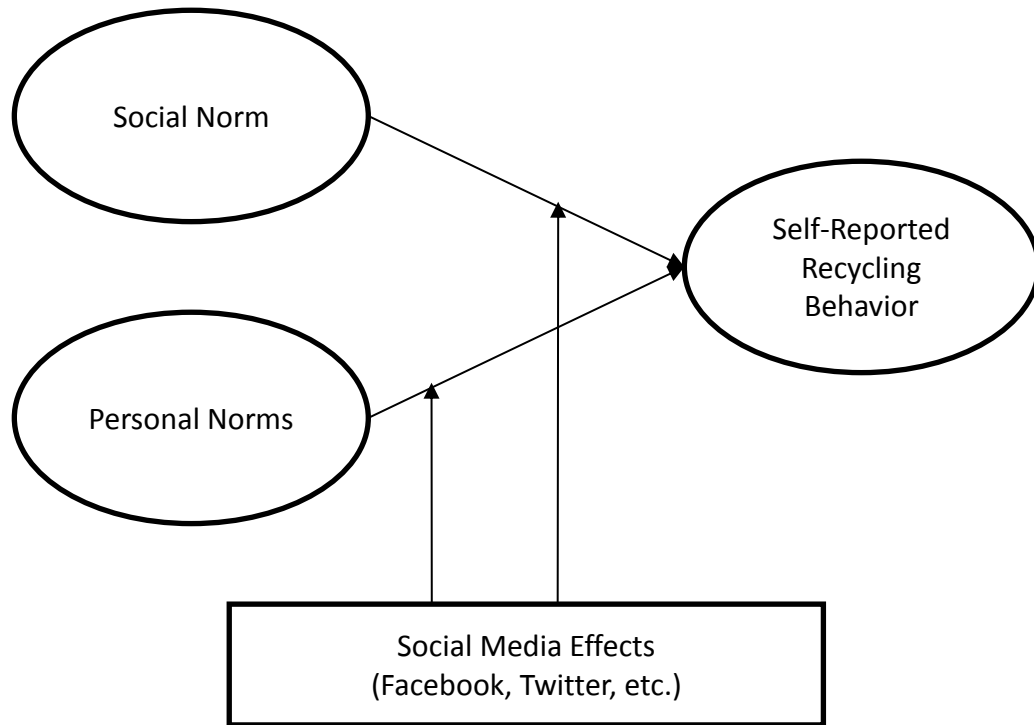 Social Norm
Self-Reported
Recycling
Behavior
Personal Norms
Social Media Effects
(Facebook, Twitter, etc.)